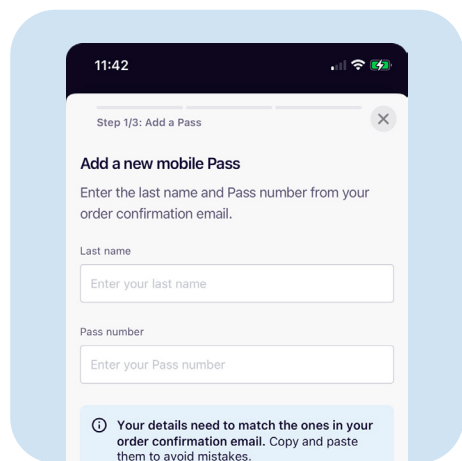 11:42
Step 1/3: Add a Pass
Add a new mobile Pass
Enter the last name and Pass number from your
order confirmation email.
Last name
Enter your last name
Pass number
Enter your Pass number
Your details need to match the ones in your
order confirmation email. Copy and paste
them to avoid mistakes.